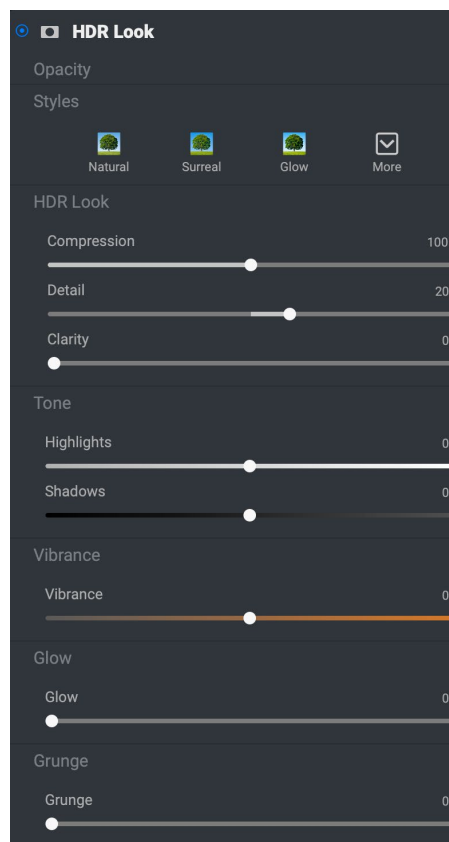 HDR Look
Opacity
Styles
Natural Surreal Glow More
HDR Look
Compression 100
Detail 20
Clarity 0
Tone
Highlights 0
Shadows 0
Vibrance
Vibrance 0
Glow
Glow 0
Grunge
Grunge 0